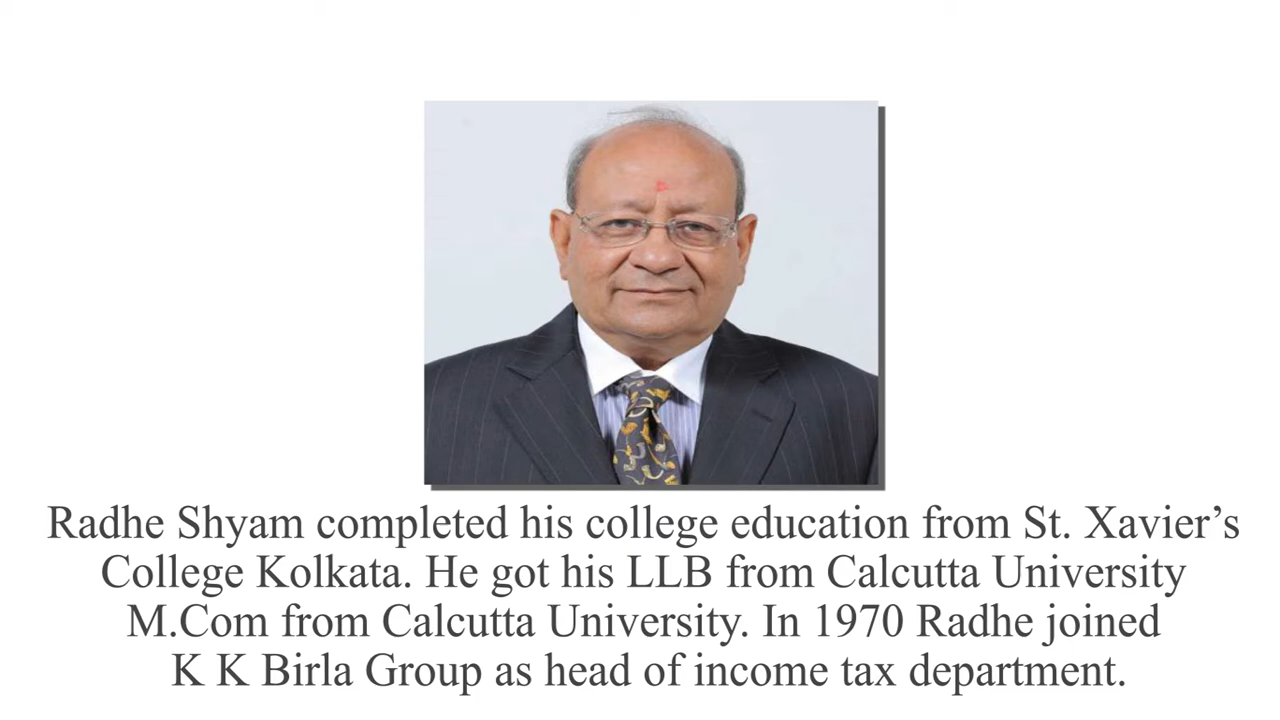 Radhe Shyam completed his college education from St. Xavier’s
College Kolkata. He got his LLB from Calcutta University
M.Com from Calcutta University. In 1970 Radhe joined
K K Birla Group as head of income tax department.